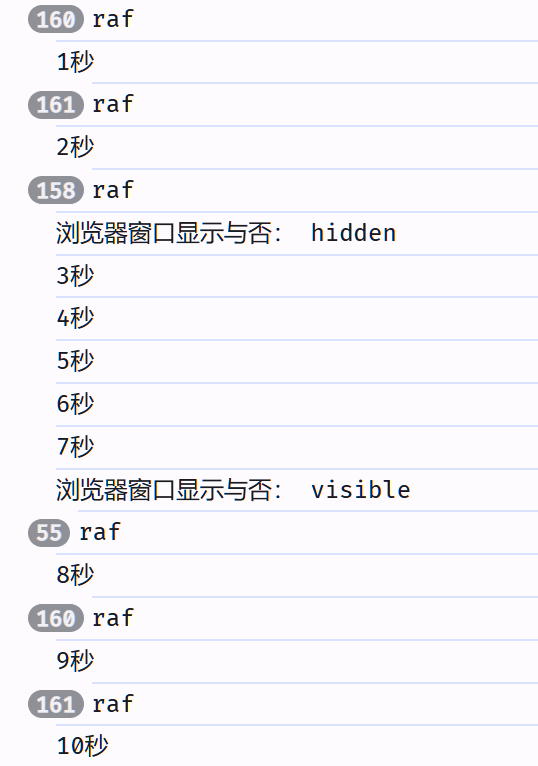 160 raf
1秒
161 raf
2秒
158 raf
浏览器窗口显示与否： hidden
3秒
4秒
5秒
6秒
7秒
浏览器窗口显示与否： visible
55 raf
8秒
160 raf
9秒
161 raf
10秒